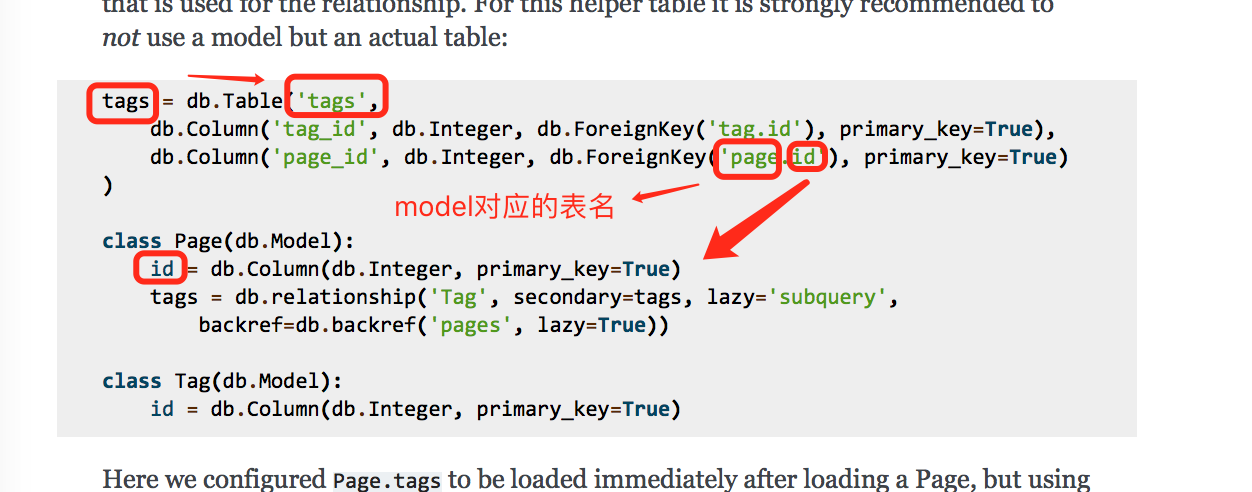 that is used for the relationship. For this helper table it is strongly recommended to
not use a model but an actual table:
tags = db.Table('tags',
    db.Column('tag_id', db.Integer, db.ForeignKey('tag.id'), primary_key=True),
    db.Column('page_id', db.Integer, db.ForeignKey('page.id'), primary_key=True)
)
model对应的表名
class Page(db.Model):
    id = db.Column(db.Integer, primary_key=True)
    tags = db.relationship('Tag', secondary=tags, lazy='subquery',
        backref=db.backref('pages', lazy=True))
class Tag(db.Model):
    id = db.Column(db.Integer, primary_key=True)
Here we configured Page.tags to be loaded immediately after loading a Page, but using